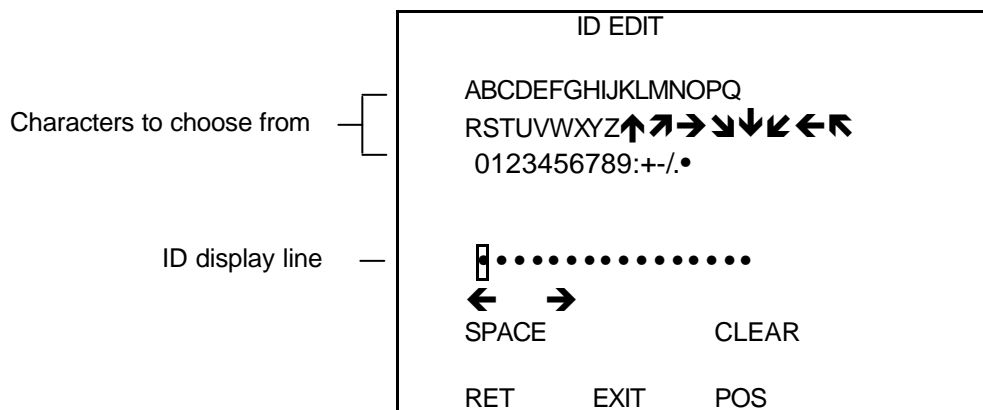 ID EDIT
ABCDEFGHIJKLMNOPQ
Characters to choose from
RSTUVWXYZ↑↗→↘↓↙←↖
0123456789:+-/.•
ID display line
••••••••••••••••
← →
SPACE CLEAR
RET EXIT POS